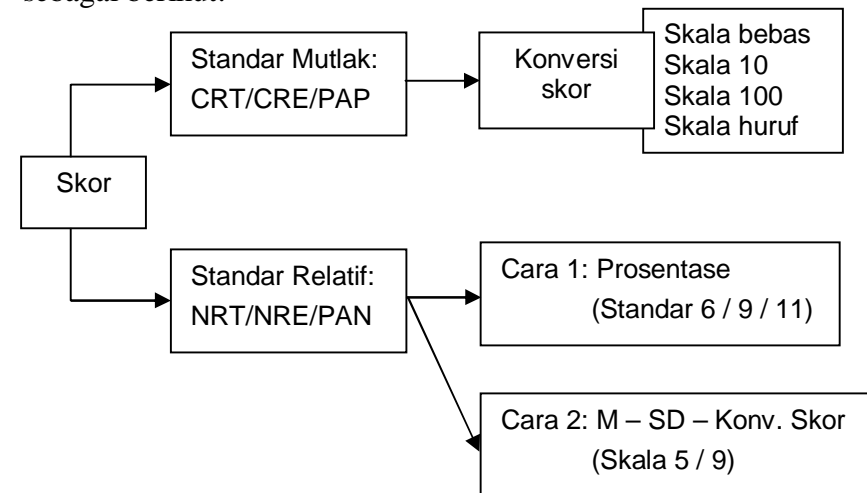 sebagai berikut:
Standar Mutlak:
CRT/CRE/PAP
Konversi
skor
Skala bebas
Skala 10
Skala 100
Skala huruf
Skor
Standar Relatif:
NRT/NRE/PAN
Cara 1: Prosentase
(Standar 6 / 9 / 11)
Cara 2: M – SD – Konv. Skor
(Skala 5 / 9)